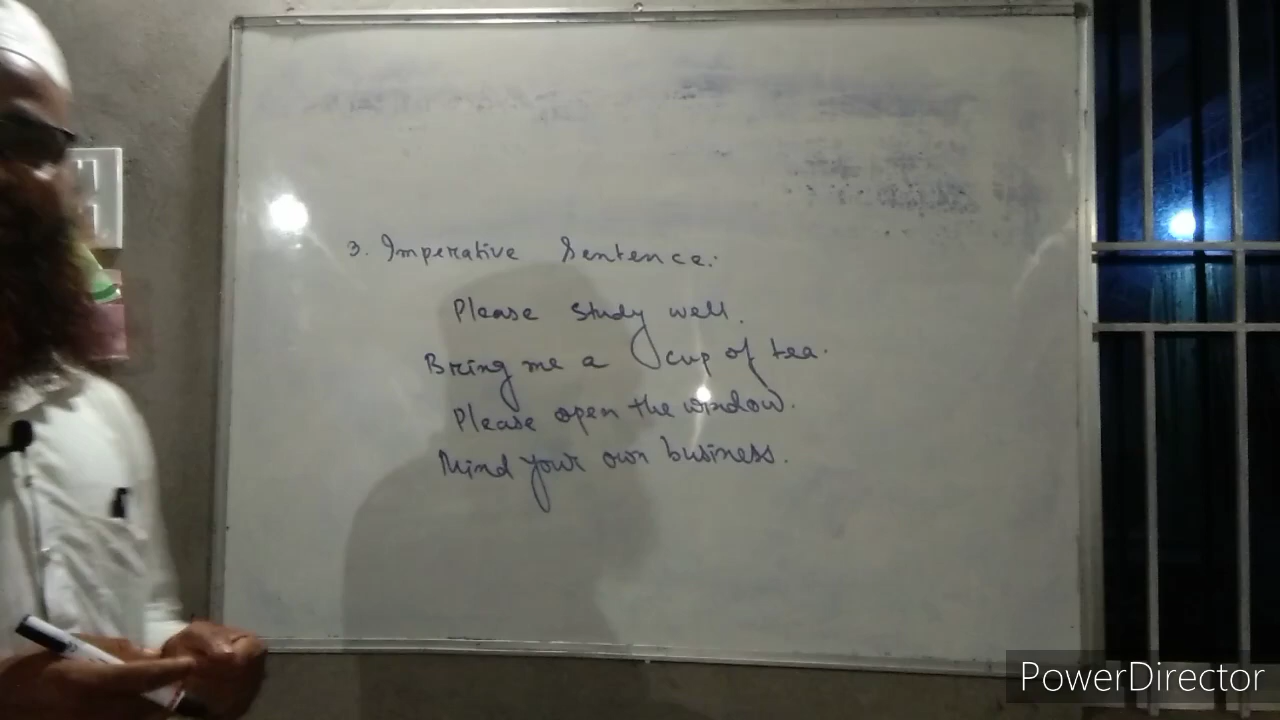 3. Imperative Sentence:
Please study well.
Bring me a cup of tea.
Please open the window.
Mind your own business.
PowerDirector